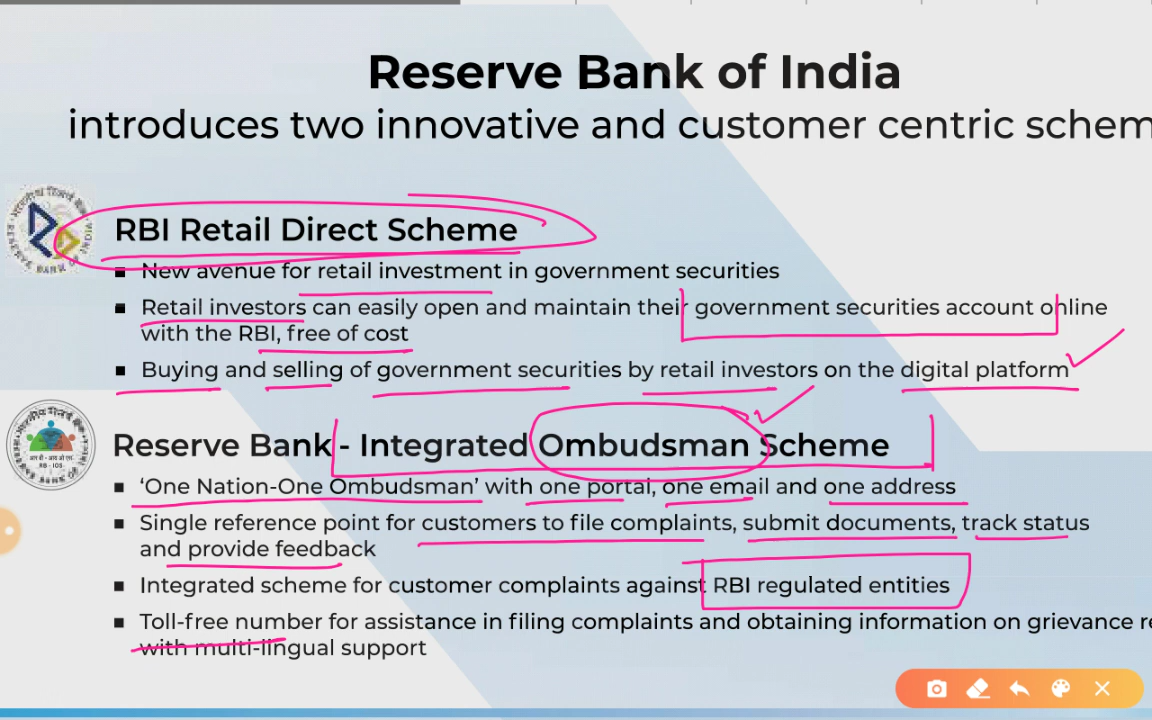 Reserve Bank of India
introduces two innovative and customer centric schem
RBI Retail Direct Scheme
New avenue for retail investment in government securities
Retail investors can easily open and maintain their government securities account online
with the RBI, free of cost
Buying and selling of government securities by retail investors on the digital platform
Reserve Bank - Integrated Ombudsman Scheme
‘One Nation-One Ombudsman’ with one portal, one email and one address
Single reference point for customers to file complaints, submit documents, track status
and provide feedback
Integrated scheme for customer complaints against RBI regulated entities
Toll-free number for assistance in filing complaints and obtaining information on grievance re
with multi-lingual support